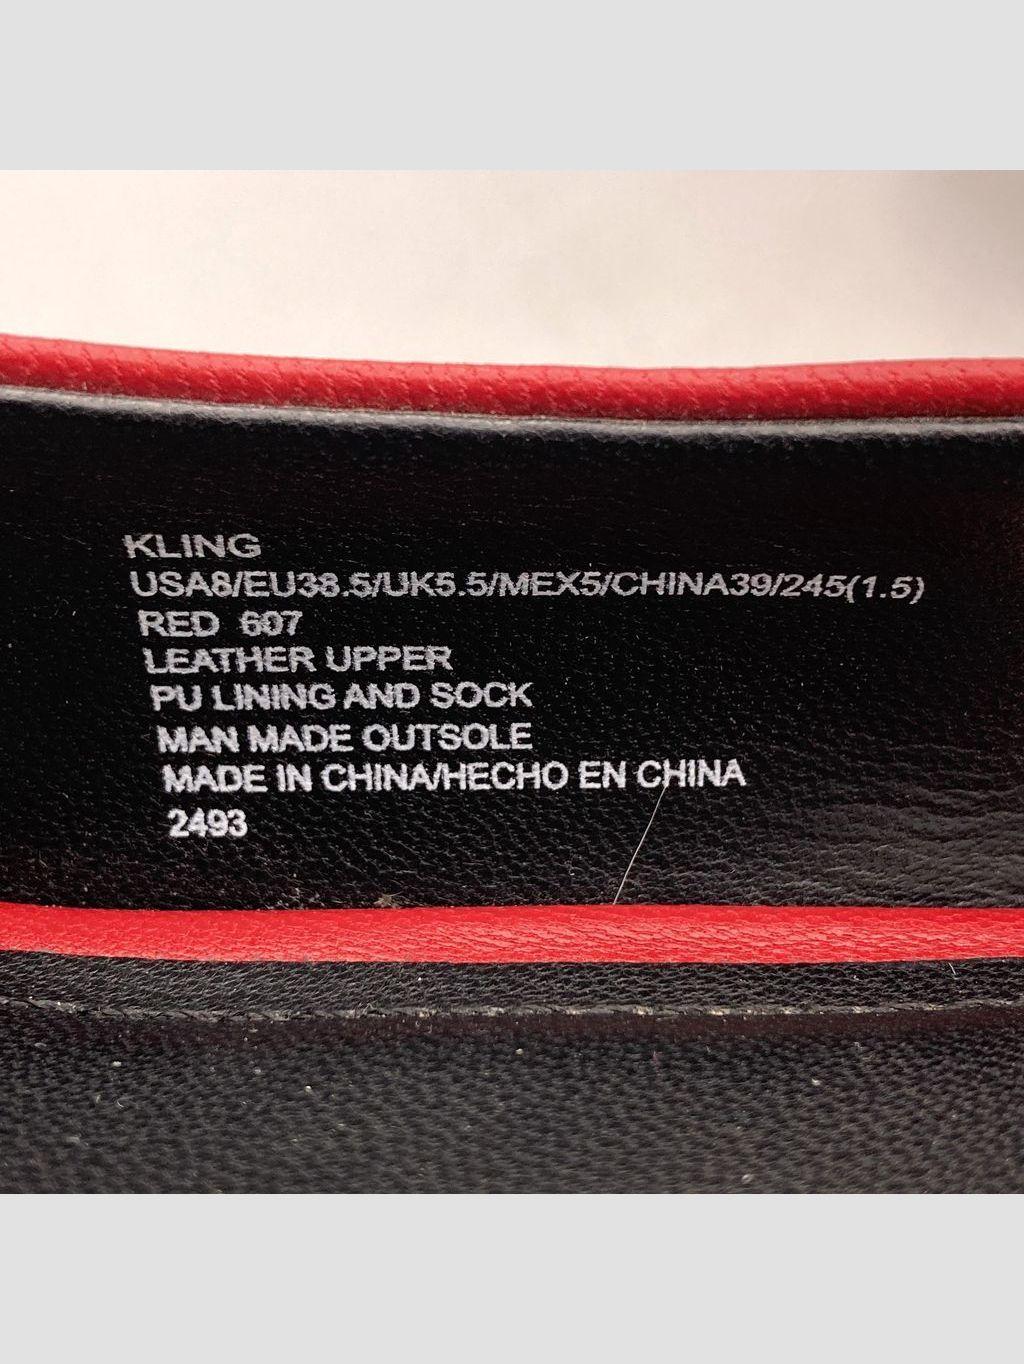 KLING
USA8/EU38.5/UK5.5/MEX5/CHINA39/245(1.5)
RED 607
LEATHER UPPER
PU LINING AND SOCK
MAN MADE OUTSOLE
MADE IN CHINA/HECHO EN CHINA
2493